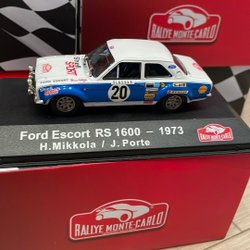 RALLYE MONTE-CARLO
20
Ford Escort RS 1600 – 1973
H.Mikkola / J.Porte
RALLYE MONTE-CARLO
RALLYE MONTE-CARLO